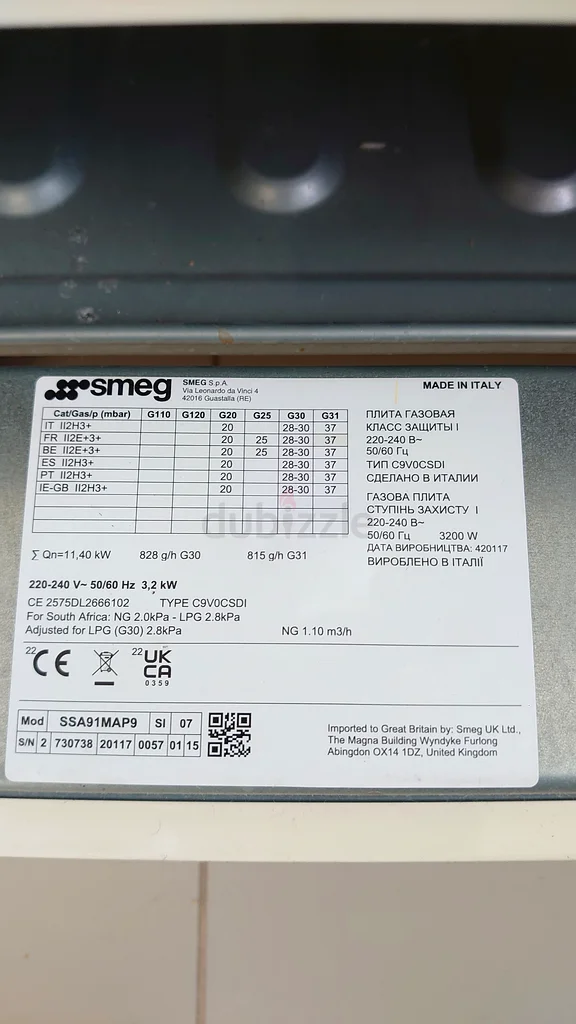 smeg
SMEG S.p.A.
Via Leonardo da Vinci 4
42016 Guastalla (RE)
MADE IN ITALY
Cat/Gas/p (mbar) G110 G120 G20 G25 G30 G31
IT II2H3+ 20 28-30 37
FR II2E+3+ 20 25 28-30 37
BE II2E+3+ 20 25 28-30 37
ES II2H3+ 20 28-30 37
PT II2H3+ 20 28-30 37
IE-GB II2H3+ 20 28-30 37
ПЛИТА ГАЗОВАЯ
КЛАСС ЗАЩИТЫ I
220-240 В~
50/60 Гц
ТИП C9V0CSDI
СДЕЛАНО В ИТАЛИИ
ГАЗОВА ПЛИТА
СТУПІНЬ ЗАХИСТУ I
220-240 В~
50/60 Гц 3200 W
ДАТА ВИРОБНИЦТВА: 420117
ВИРОБЛЕНО В ІТАЛІЇ
dubizzle
∑ Qn=11,40 kW 828 g/h G30 815 g/h G31
220-240 V~ 50/60 Hz 3,2 kW
CE 2575DL2666102 TYPE C9V0CSDI
For South Africa: NG 2.0kPa - LPG 2.8kPa
Adjusted for LPG (G30) 2.8kPa NG 1.10 m3/h
22 CE
22 UK
CA
0359
Mod SSA91MAP9 SI 07
S/N 2 730738 20117 0057 01 15
Imported to Great Britain by: Smeg UK Ltd.,
The Magna Building Wyndyke Furlong
Abingdon OX14 1DZ, United Kingdom